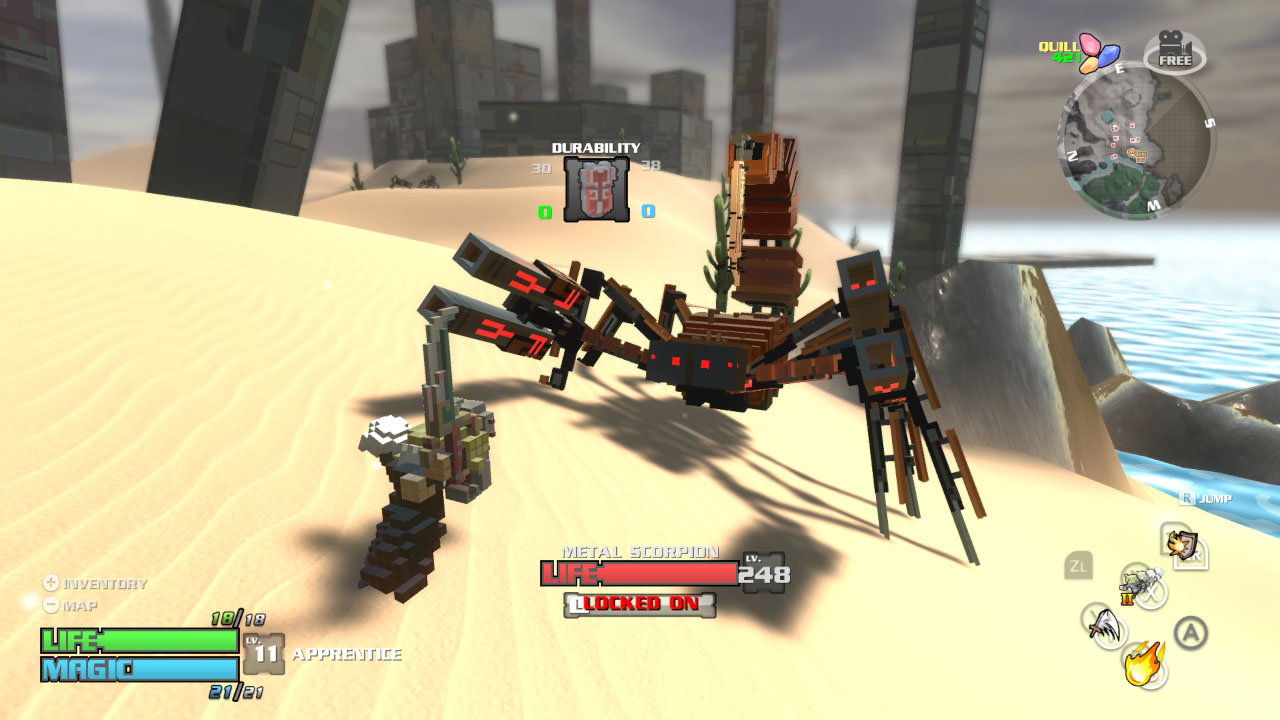 QUILL
421
FREE
E
S
N
W
DURABILITY
30
38
0
0
R JUMP
ZL
R
X
II
Y
A
METAL SCORPION
LIFE
LV.
248
L LOCKED ON
+ INVENTORY
− MAP
18/18
LIFE
LV.
11 APPRENTICE
MAGIC
21/21